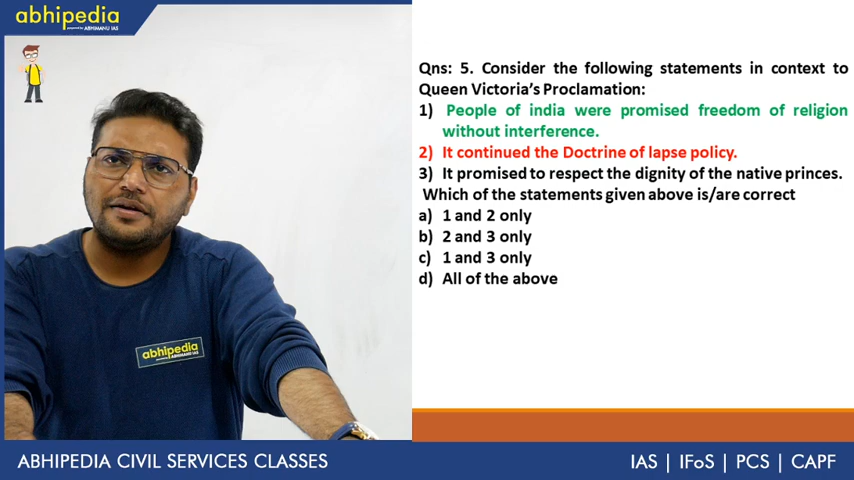 abhipedia
powered by ABHIMANU IAS
Qns: 5. Consider the following statements in context to
Queen Victoria's Proclamation:
1) People of india were promised freedom of religion
without interference.
2) It continued the Doctrine of lapse policy.
3) It promised to respect the dignity of the native princes.
Which of the statements given above is/are correct
a) 1 and 2 only
b) 2 and 3 only
c) 1 and 3 only
d) All of the above
abhipedia
powered by ABHIMANU IAS
ABHIPEDIA CIVIL SERVICES CLASSES
IAS | IFoS | PCS | CAPF